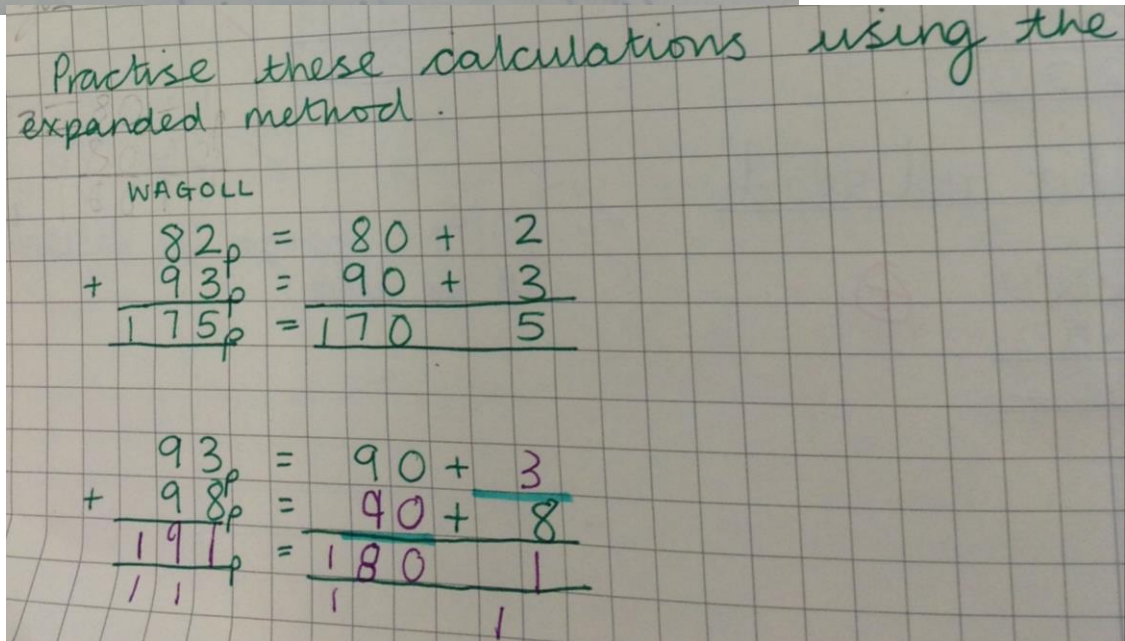 Practise these calculations using the
expanded method.
WAGOLL
82p = 80 + 2
+ 93p = 90 + 3
175p = 170 5
93p = 90 + 3
+ 98p = 90 + 8
191p = 180 1
1 1 1 1